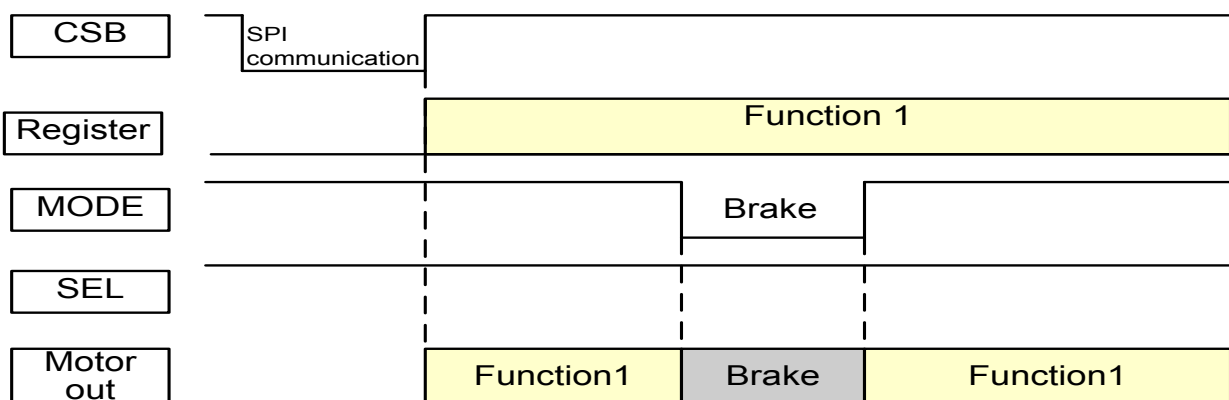 CSB
SPI
communication
Register
Function 1
MODE
Brake
SEL
Motor
out
Function1
Brake
Function1